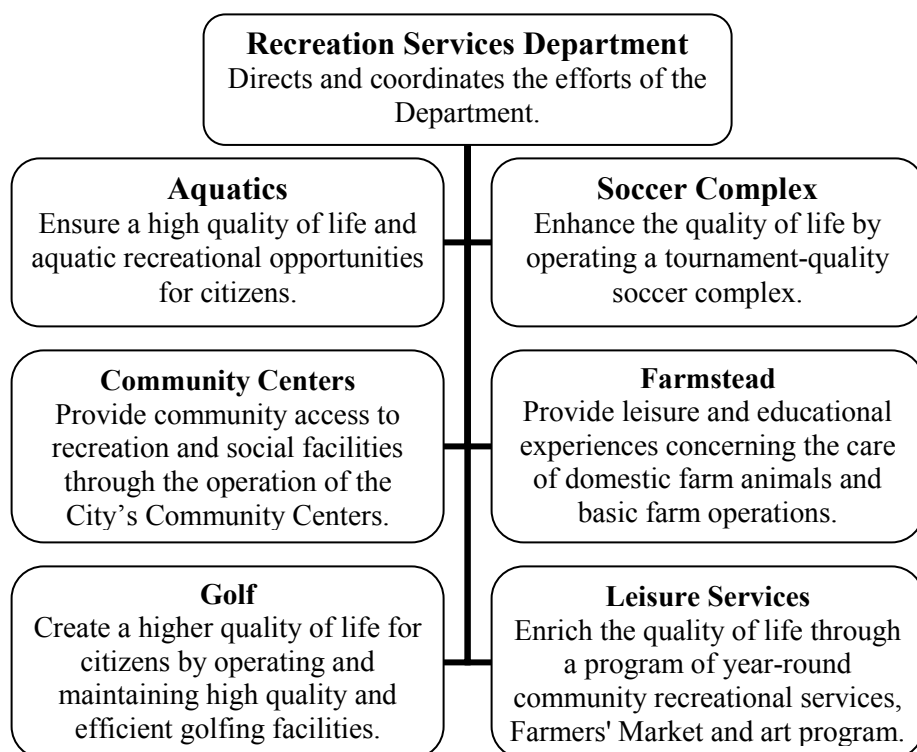 Recreation Services Department
Directs and coordinates the efforts of the
Department.
Aquatics
Ensure a high quality of life and
aquatic recreational opportunities
for citizens.
Soccer Complex
Enhance the quality of life by
operating a tournament-quality
soccer complex.
Community Centers
Provide community access to
recreation and social facilities
through the operation of the
City’s Community Centers.
Farmstead
Provide leisure and educational
experiences concerning the care
of domestic farm animals and
basic farm operations.
Golf
Create a higher quality of life for
citizens by operating and
maintaining high quality and
efficient golfing facilities.
Leisure Services
Enrich the quality of life through
a program of year-round
community recreational services,
Farmers' Market and art program.